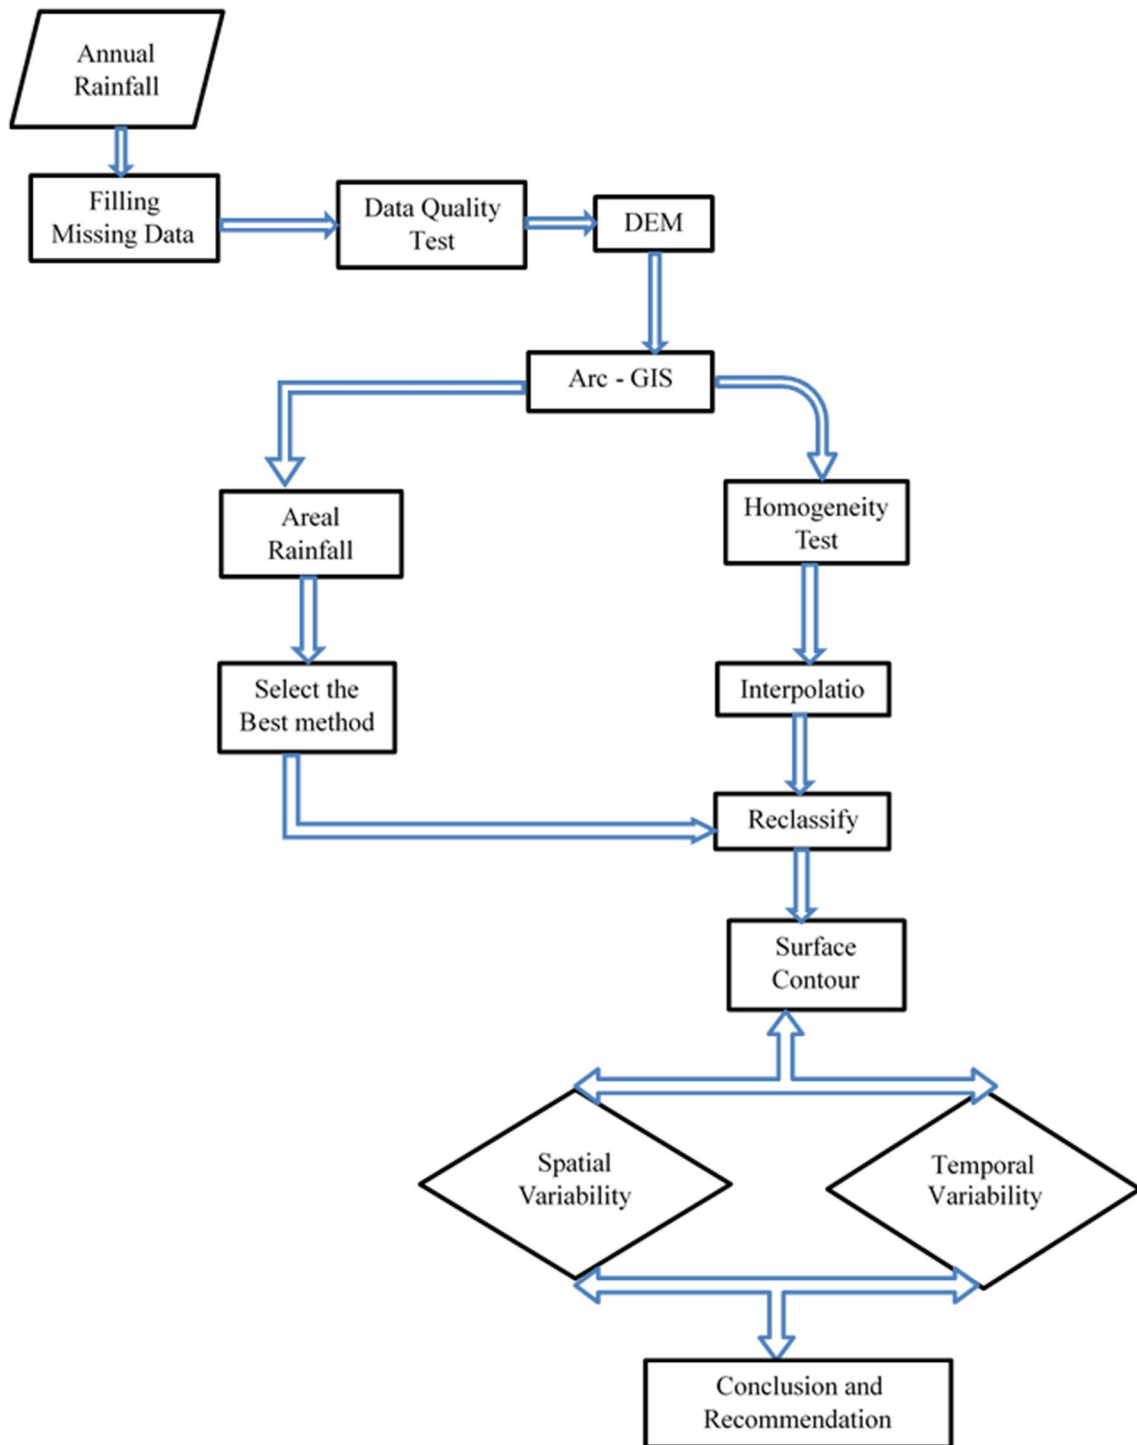 Annual
Rainfall
Filling
Missing Data
Data Quality
Test
DEM
Arc - GIS
Areal
Rainfall
Homogeneity
Test
Select the
Best method
Interpolatio
Reclassify
Surface
Contour
Spatial
Variability
Temporal
Variability
Conclusion and
Recommendation